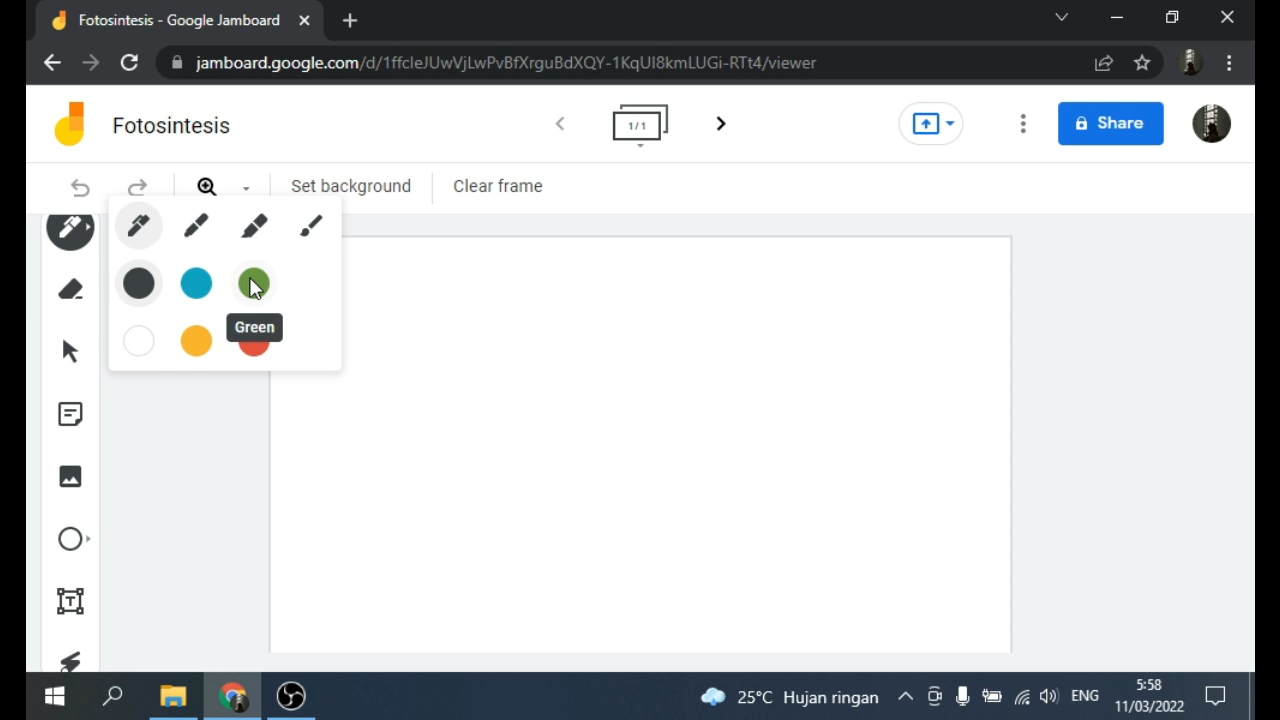 Fotosintesis - Google Jamboard
jamboard.google.com/d/1ffcleJUwVjLwPvBfXrguBdXQY-1KqUI8kmLUGi-RTt4/viewer
Fotosintesis
1/1
Share
Set background
Clear frame
Green
T
25°C Hujan ringan
ENG
5:58
11/03/2022